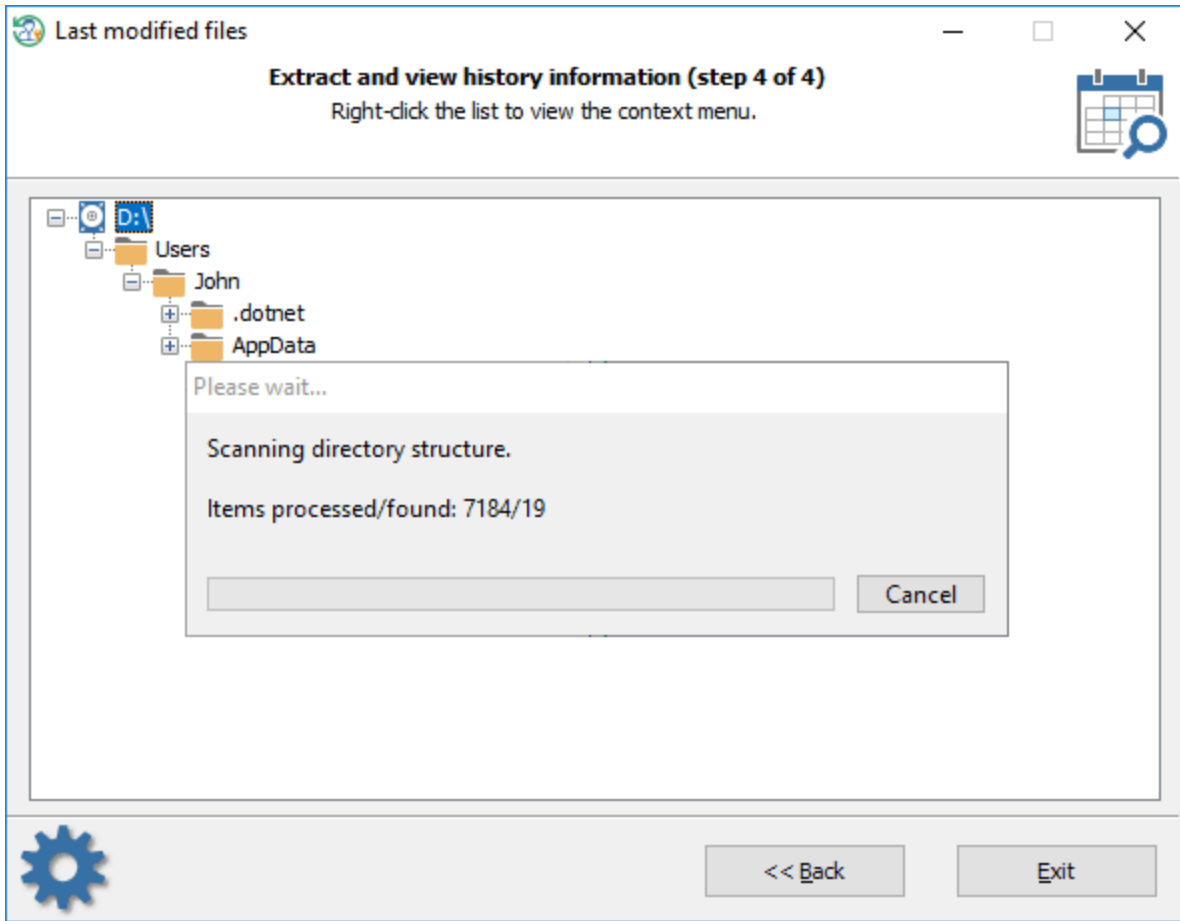 Last modified files
Extract and view history information (step 4 of 4)
Right-click the list to view the context menu.
D:\
Users
John
.dotnet
AppData
Please wait...
Scanning directory structure.
Items processed/found: 7184/19
Cancel
<< Back
Exit